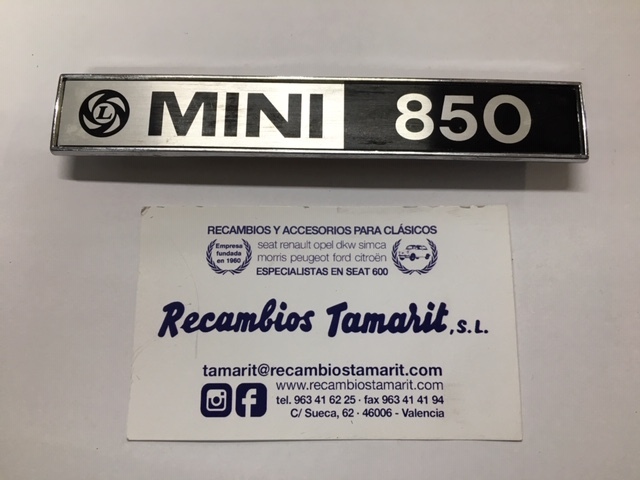 L MINI 850
RECAMBIOS Y ACCESORIOS PARA CLÁSICOS
Empresa
fundada
en 1960
seat renault opel dkw simca
morris peugeot ford citroën
ESPECIALISTAS EN SEAT 600
Recambios Tamarit, S.L.
tamarit@recambiostamarit.com
www.recambiostamarit.com
tel. 963 41 62 25 · fax 963 41 41 94
C/ Sueca, 62 · 46006 - Valencia